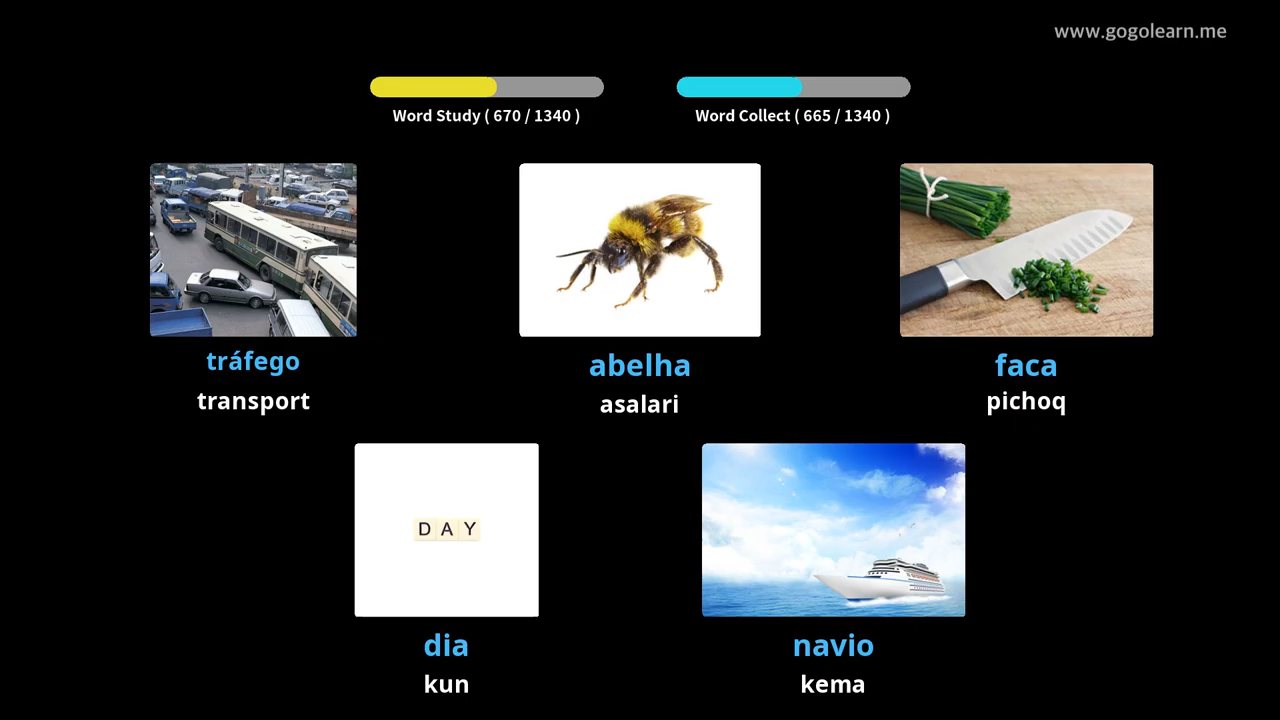 www.gogolearn.me
Word Study ( 670 / 1340 )
Word Collect ( 665 / 1340 )
tráfego
transport
abelha
asalari
faca
pichoq
DAY
dia
kun
navio
kema